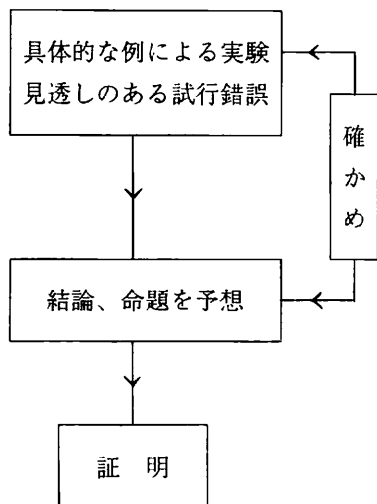 具体的な例による実験
見透しのある試行錯誤
確かめ
結論、命題を予想
証 明